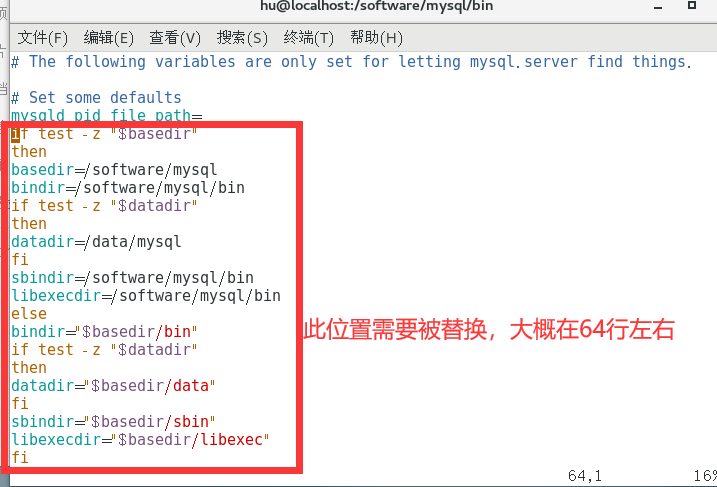 hu@localhost:/software/mysql/bin
文件(F) 编辑(E) 查看(V) 搜索(S) 终端(T) 帮助(H)
# The following variables are only set for letting mysql.server find things.
# Set some defaults
mysqld_pid_file_path=
if test -z "$basedir"
then
basedir=/software/mysql
bindir=/software/mysql/bin
if test -z "$datadir"
then
datadir=/data/mysql
fi
sbindir=/software/mysql/bin
libexecdir=/software/mysql/bin
else
bindir="$basedir/bin"
if test -z "$datadir"
then
datadir="$basedir/data"
fi
sbindir="$basedir/sbin"
libexecdir="$basedir/libexec"
fi
此位置需要被替换，大概在64行左右
64,1 16%